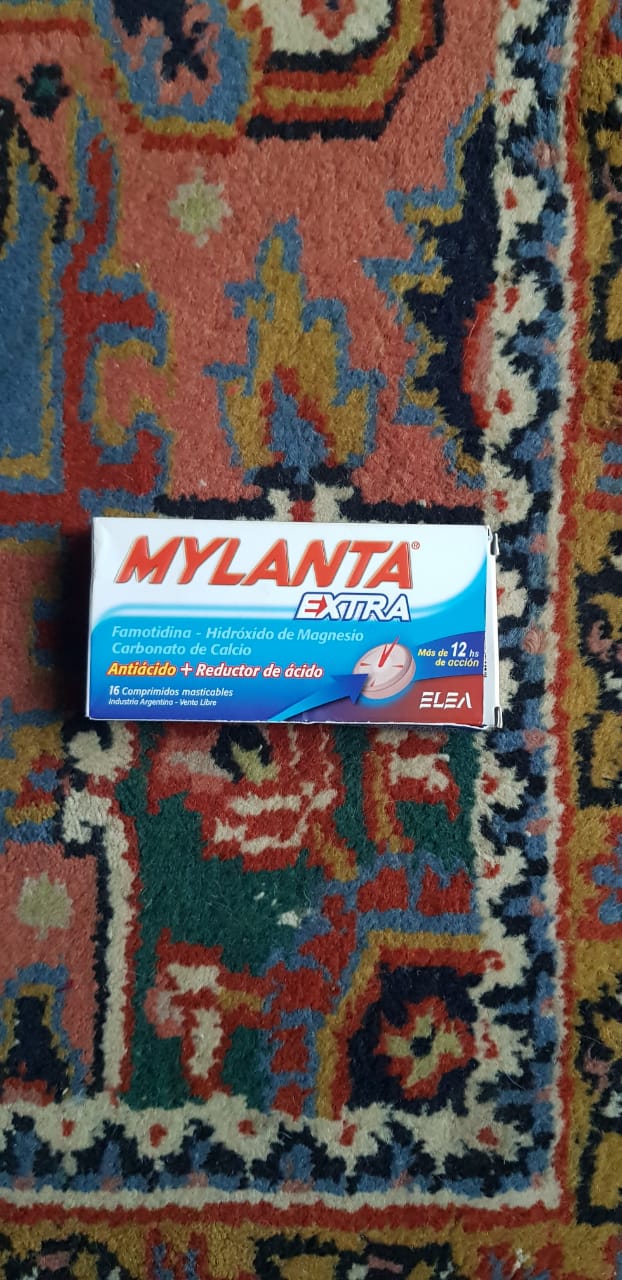 MYLANTA®
EXTRA
Famotidina - Hidróxido de Magnesio
Carbonato de Calcio
Antiácido + Reductor de ácido
Más de 12 hs
de acción
16 Comprimidos masticables
Industria Argentina - Venta Libre
ELEA